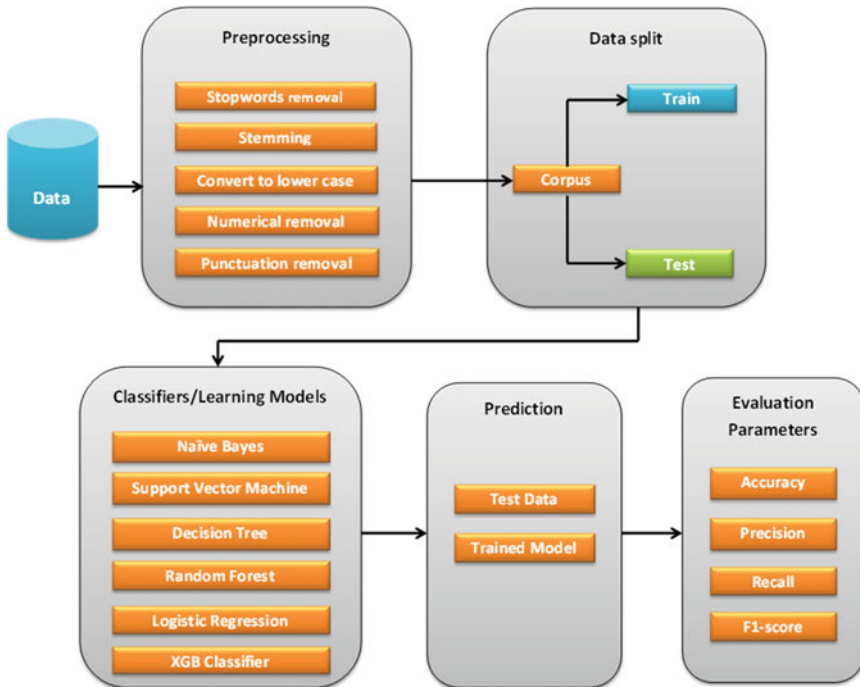 Preprocessing
Stopwords removal
Stemming
Convert to lower case
Numerical removal
Punctuation removal
Data
Data split
Train
Corpus
Test
Classifiers/Learning Models
Naïve Bayes
Support Vector Machine
Decision Tree
Random Forest
Logistic Regression
XGB Classifier
Prediction
Test Data
Trained Model
Evaluation
Parameters
Accuracy
Precision
Recall
F1-score